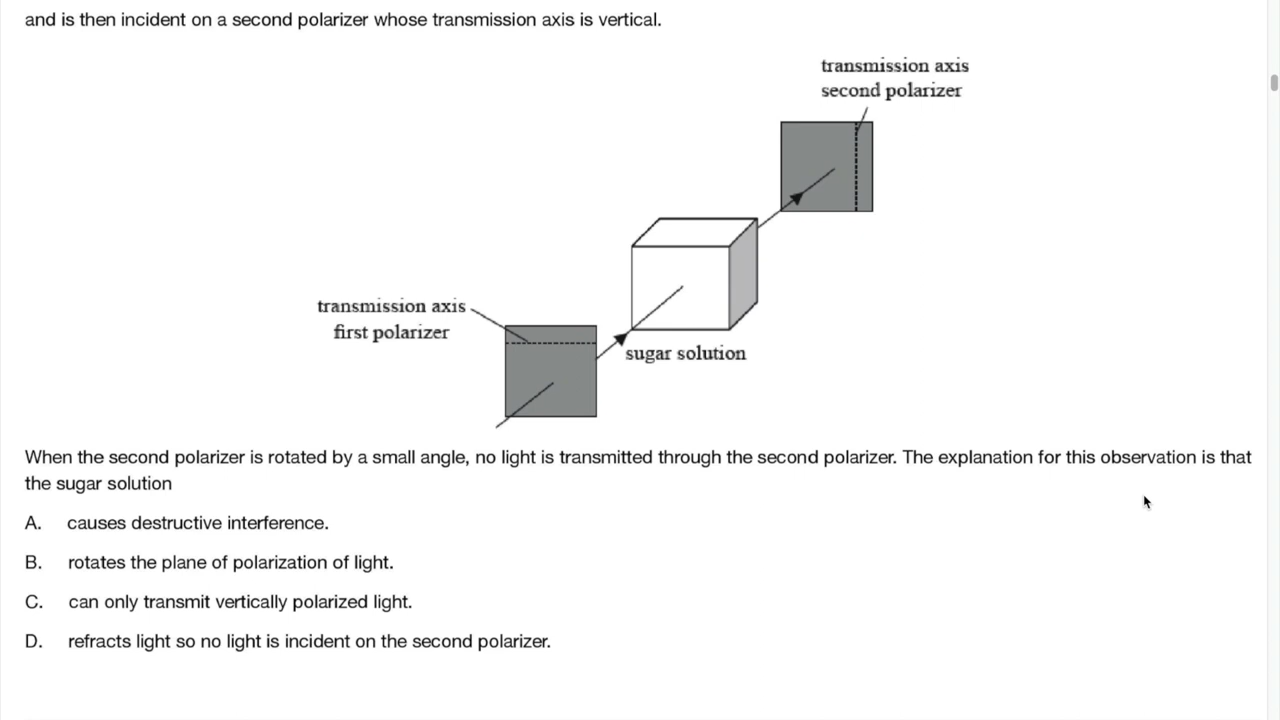 and is then incident on a second polarizer whose transmission axis is vertical.
transmission axis
second polarizer
transmission axis
first polarizer
sugar solution
When the second polarizer is rotated by a small angle, no light is transmitted through the second polarizer. The explanation for this observation is that
the sugar solution
A. causes destructive interference.
B. rotates the plane of polarization of light.
C. can only transmit vertically polarized light.
D. refracts light so no light is incident on the second polarizer.